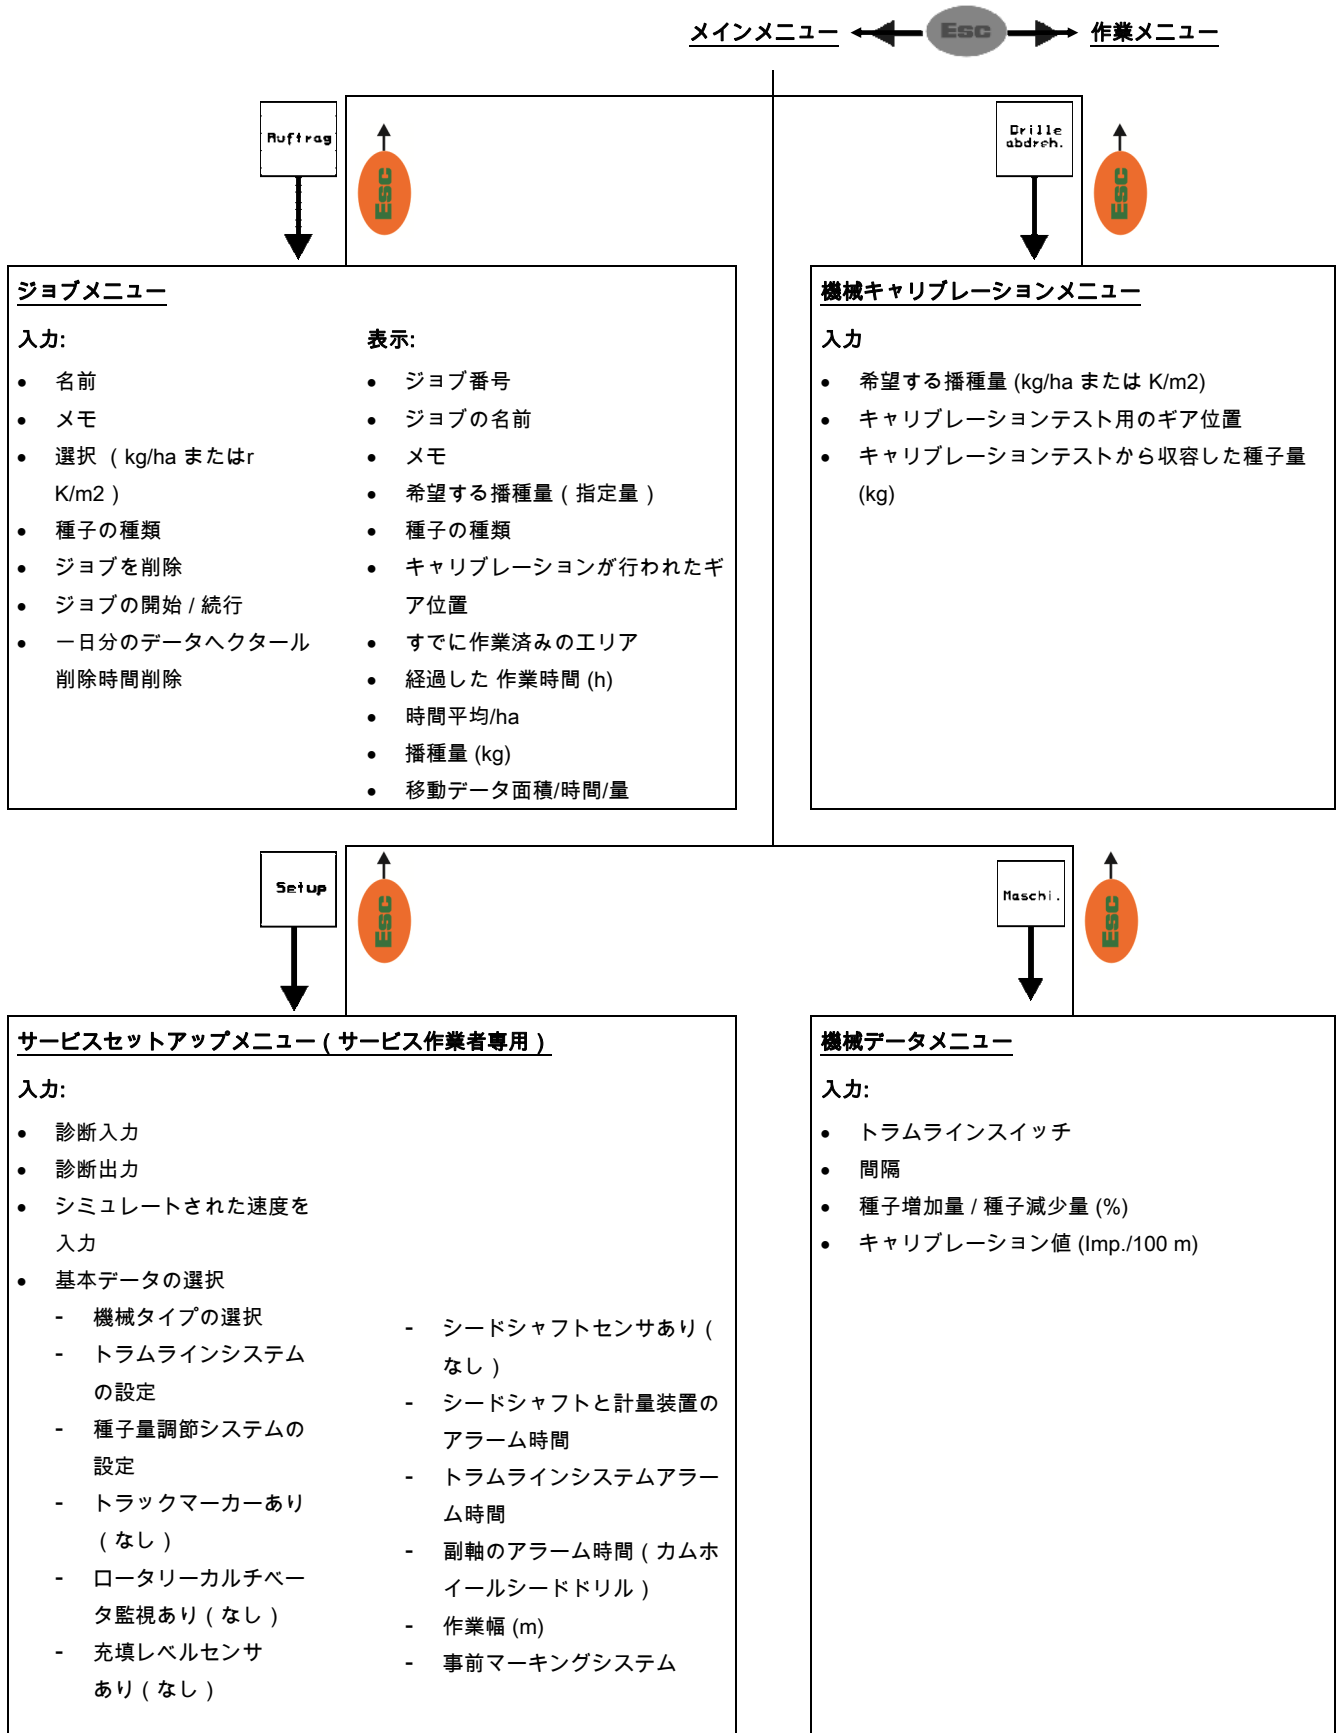 メインメニュー
Esc
作業メニュー
Auftrag
Esc
Drille
abdreh.
Esc
ジョブメニュー
入力:
• 名前
• メモ
• 選択 ( kg/ha またはr
K/m2 )
• 種子の種類
• ジョブを削除
• ジョブの開始 / 続行
• 一日分のデータヘクタール
削除時間削除
表示:
• ジョブ番号
• ジョブの名前
• メモ
• 希望する播種量 ( 指定量 )
• 種子の種類
• キャリブレーションが行われたギ
ア位置
• すでに作業済みのエリア
• 経過した 作業時間 (h)
• 時間平均/ha
• 播種量 (kg)
• 移動データ面積/時間/量
機械キャリブレーションメニュー
入力
• 希望する播種量 (kg/ha または K/m2)
• キャリブレーションテスト用のギア位置
• キャリブレーションテストから収容した種子量
(kg)
Setup
Esc
Maschi.
Esc
サービスセットアップメニュー ( サービス作業者専用 )
入力:
• 診断入力
• 診断出力
• シミュレートされた速度を
入力
• 基本データの選択
- 機械タイプの選択
- トラムラインシステム
の設定
- 種子量調節システムの
設定
- トラックマーカーあり
( なし )
- ロータリーカルチベー
タ監視あり ( なし )
- 充填レベルセンサ
あり ( なし )
- シードシャフトセンサあり (
なし )
- シードシャフトと計量装置の
アラーム時間
- トラムラインシステムアラー
ム時間
- 副軸のアラーム時間 ( カムホ
イールシードドリル )
- 作業幅 (m)
- 事前マーキングシステム
機械データメニュー
入力:
• トラムラインスイッチ
• 間隔
• 種子増加量 / 種子減少量 (%)
• キャリブレーション値 (Imp./100 m)